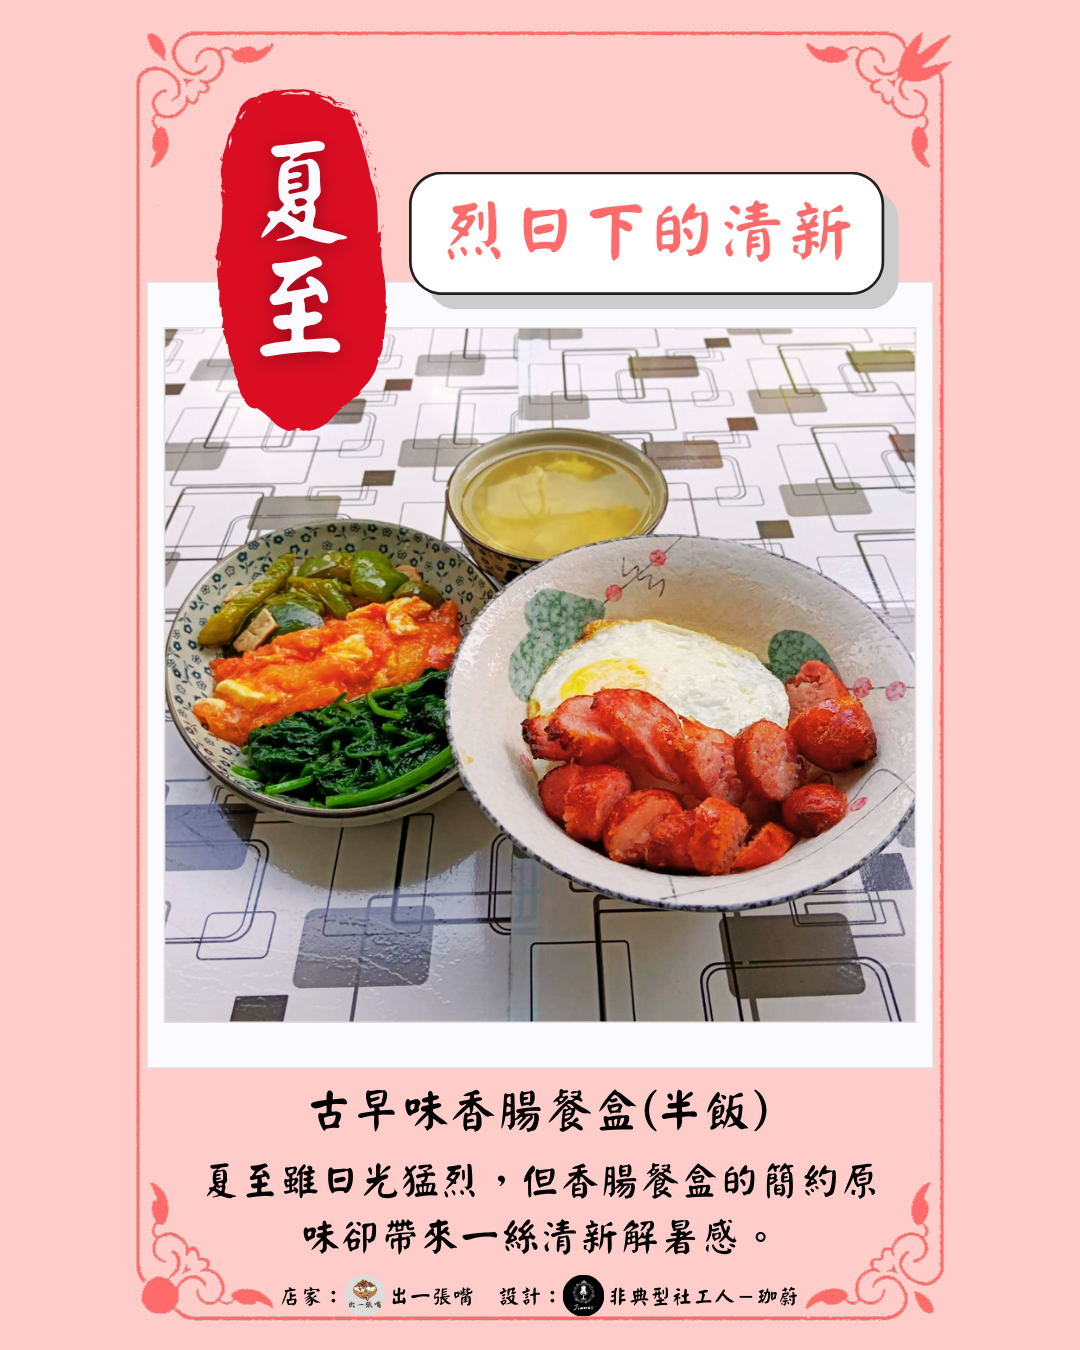 夏至
烈日下的清新
古早味香腸餐盒(半飯)
夏至雖日光猛烈，但香腸餐盒的簡約原
味卻帶來一絲清新解暑感。
店家：出一張嘴 設計：非典型社工人－珈蔚